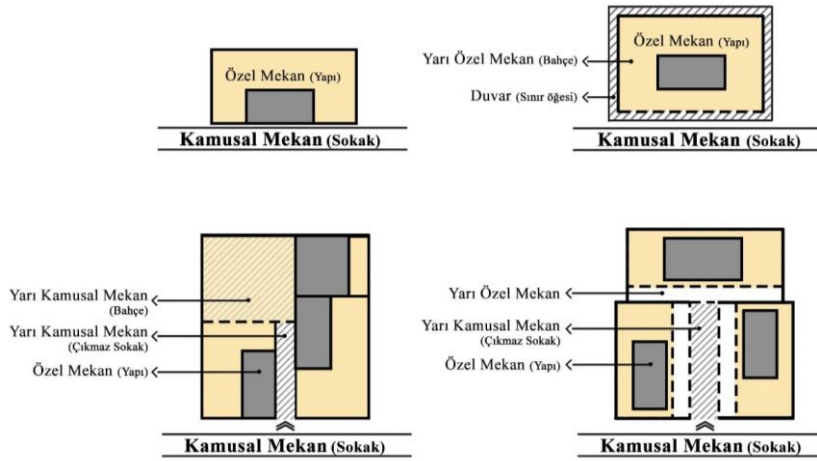 Özel Mekan (Yapı)
Kamusal Mekan (Sokak)
Özel Mekan (Yapı)
Yarı Özel Mekan (Bahçe)
Duvar (Sınır öğesi)
Kamusal Mekan (Sokak)
Yarı Kamusal Mekan
(Bahçe)
Yarı Kamusal Mekan
(Çıkmaz Sokak)
Özel Mekan (Yapı)
Kamusal Mekan (Sokak)
Yarı Özel Mekan
Yarı Kamusal Mekan
(Çıkmaz Sokak)
Özel Mekan (Yapı)
Kamusal Mekan (Sokak)